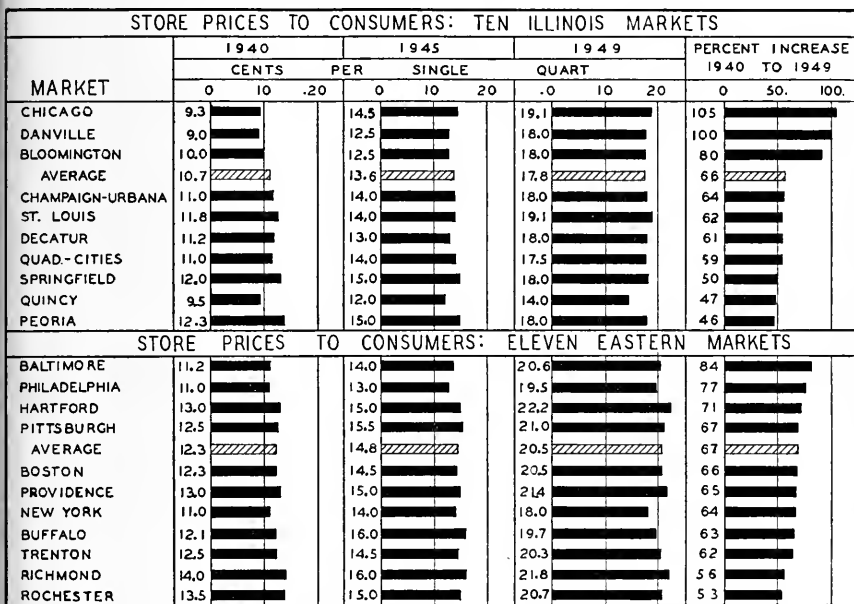 STORE PRICES TO CONSUMERS: TEN ILLINOIS MARKETS
1940 1945 1949 PERCENT INCREASE
CENTS PER SINGLE QUART 1940 TO 1949
MARKET 0 10 .20 0 10 20 0 10 20 0 50. 100.
CHICAGO 9.3 14.5 19.1 105
DANVILLE 9.0 12.5 18.0 100
BLOOMINGTON 10.0 12.5 18.0 80
AVERAGE 10.7 13.6 17.8 66
CHAMPAIGN-URBANA 11.0 14.0 18.0 64
ST. LOUIS 11.8 14.0 19.1 62
DECATUR 11.2 13.0 18.0 61
QUAD.-CITIES 11.0 14.0 17.5 59
SPRINGFIELD 12.0 15.0 18.0 50
QUINCY 9.5 12.0 14.0 47
PEORIA 12.3 15.0 18.0 46
STORE PRICES TO CONSUMERS: ELEVEN EASTERN MARKETS
BALTIMORE 11.2 14.0 20.6 84
PHILADELPHIA 11.0 13.0 19.5 77
HARTFORD 13.0 15.0 22.2 71
PITTSBURGH 12.5 15.5 21.0 67
AVERAGE 12.3 14.8 20.5 67
BOSTON 12.3 14.5 20.5 66
PROVIDENCE 13.0 15.0 21.4 65
NEW YORK 11.0 14.0 18.0 64
BUFFALO 12.1 16.0 19.7 63
TRENTON 12.5 14.5 20.3 62
RICHMOND 14.0 16.0 21.8 56
ROCHESTER 13.5 15.0 20.7 53